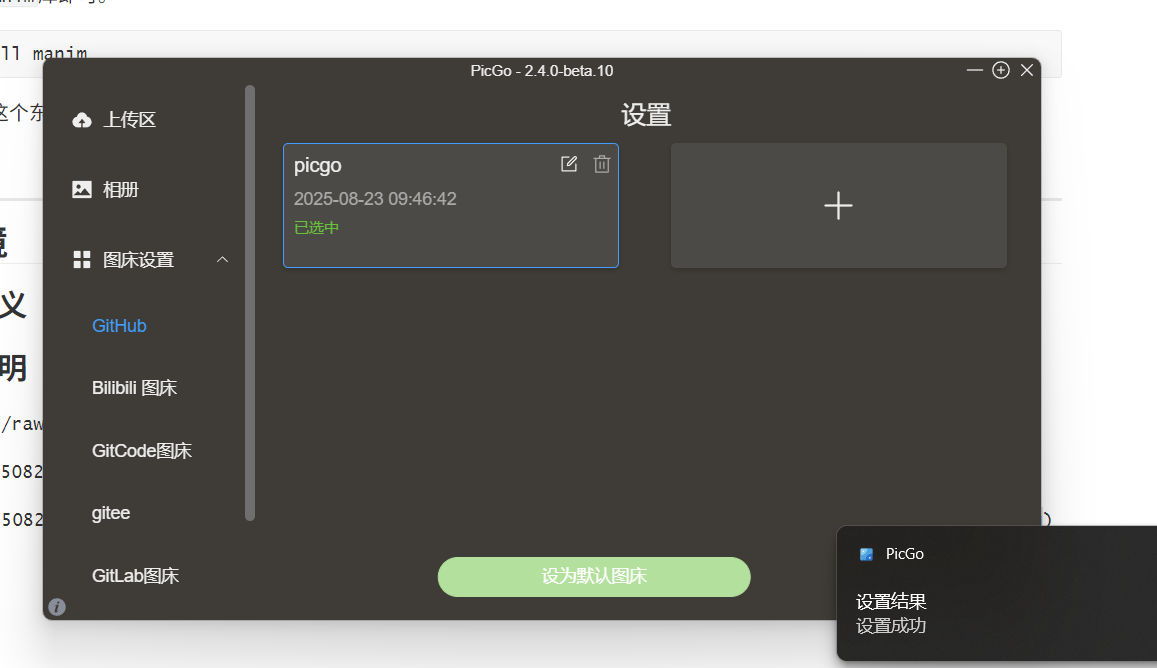 ll manim
PicGo - 2.4.0-beta.10
这个东
上传区
设置
picgo
相册
2025-08-23 09:46:42
已选中
图床设置
义
GitHub
明
Bilibili 图床
/raw
GitCode图床
5082
gitee
5082
)
GitLab图床
设为默认图床
PicGo
设置结果
设置成功